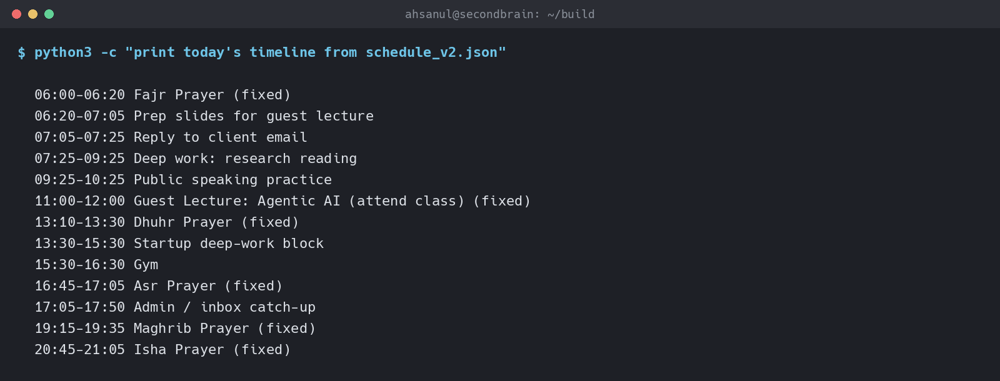 ahsanul@secondbrain: ~/build
$ python3 -c "print today's timeline from schedule_v2.json"
06:00-06:20 Fajr Prayer (fixed)
06:20-07:05 Prep slides for guest lecture
07:05-07:25 Reply to client email
07:25-09:25 Deep work: research reading
09:25-10:25 Public speaking practice
11:00-12:00 Guest Lecture: Agentic AI (attend class) (fixed)
13:10-13:30 Dhuhr Prayer (fixed)
13:30-15:30 Startup deep-work block
15:30-16:30 Gym
16:45-17:05 Asr Prayer (fixed)
17:05-17:50 Admin / inbox catch-up
19:15-19:35 Maghrib Prayer (fixed)
20:45-21:05 Isha Prayer (fixed)